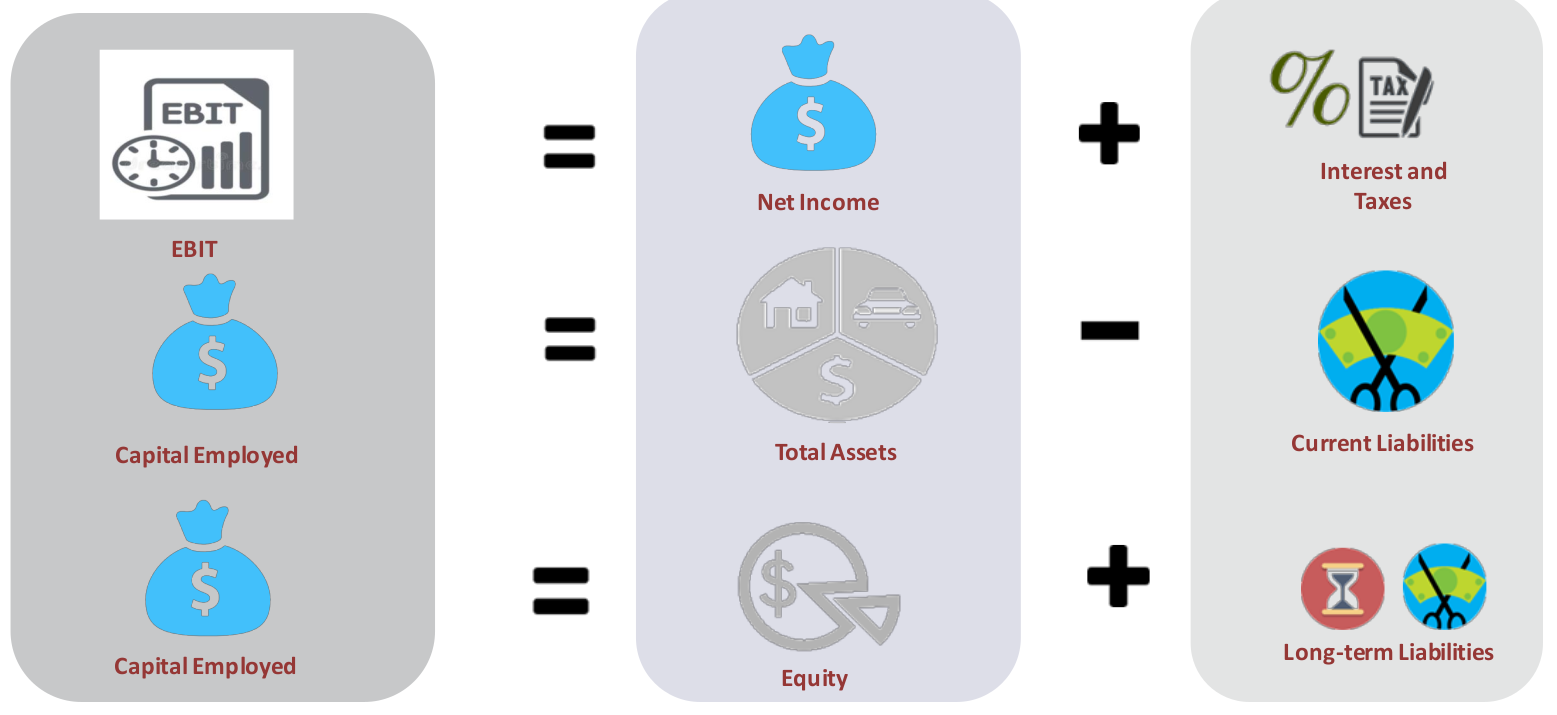 EBIT
$
%
TAX
Net Income
Interest and
Taxes
EBIT
$
$
Capital Employed
Total Assets
Current Liabilities
$
$
Capital Employed
Equity
Long-term Liabilities